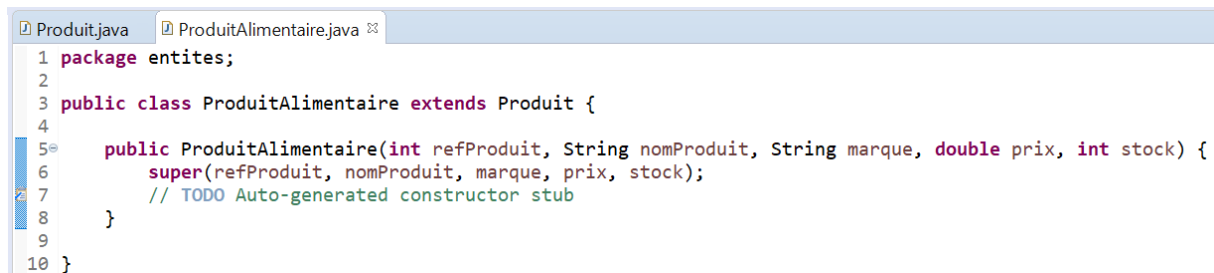 Produit.java ProduitAlimentaire.java
1 package entites;
2
3 public class ProduitAlimentaire extends Produit {
4
5 public ProduitAlimentaire(int refProduit, String nomProduit, String marque, double prix, int stock) {
6 super(refProduit, nomProduit, marque, prix, stock);
7 // TODO Auto-generated constructor stub
8 }
9
10 }